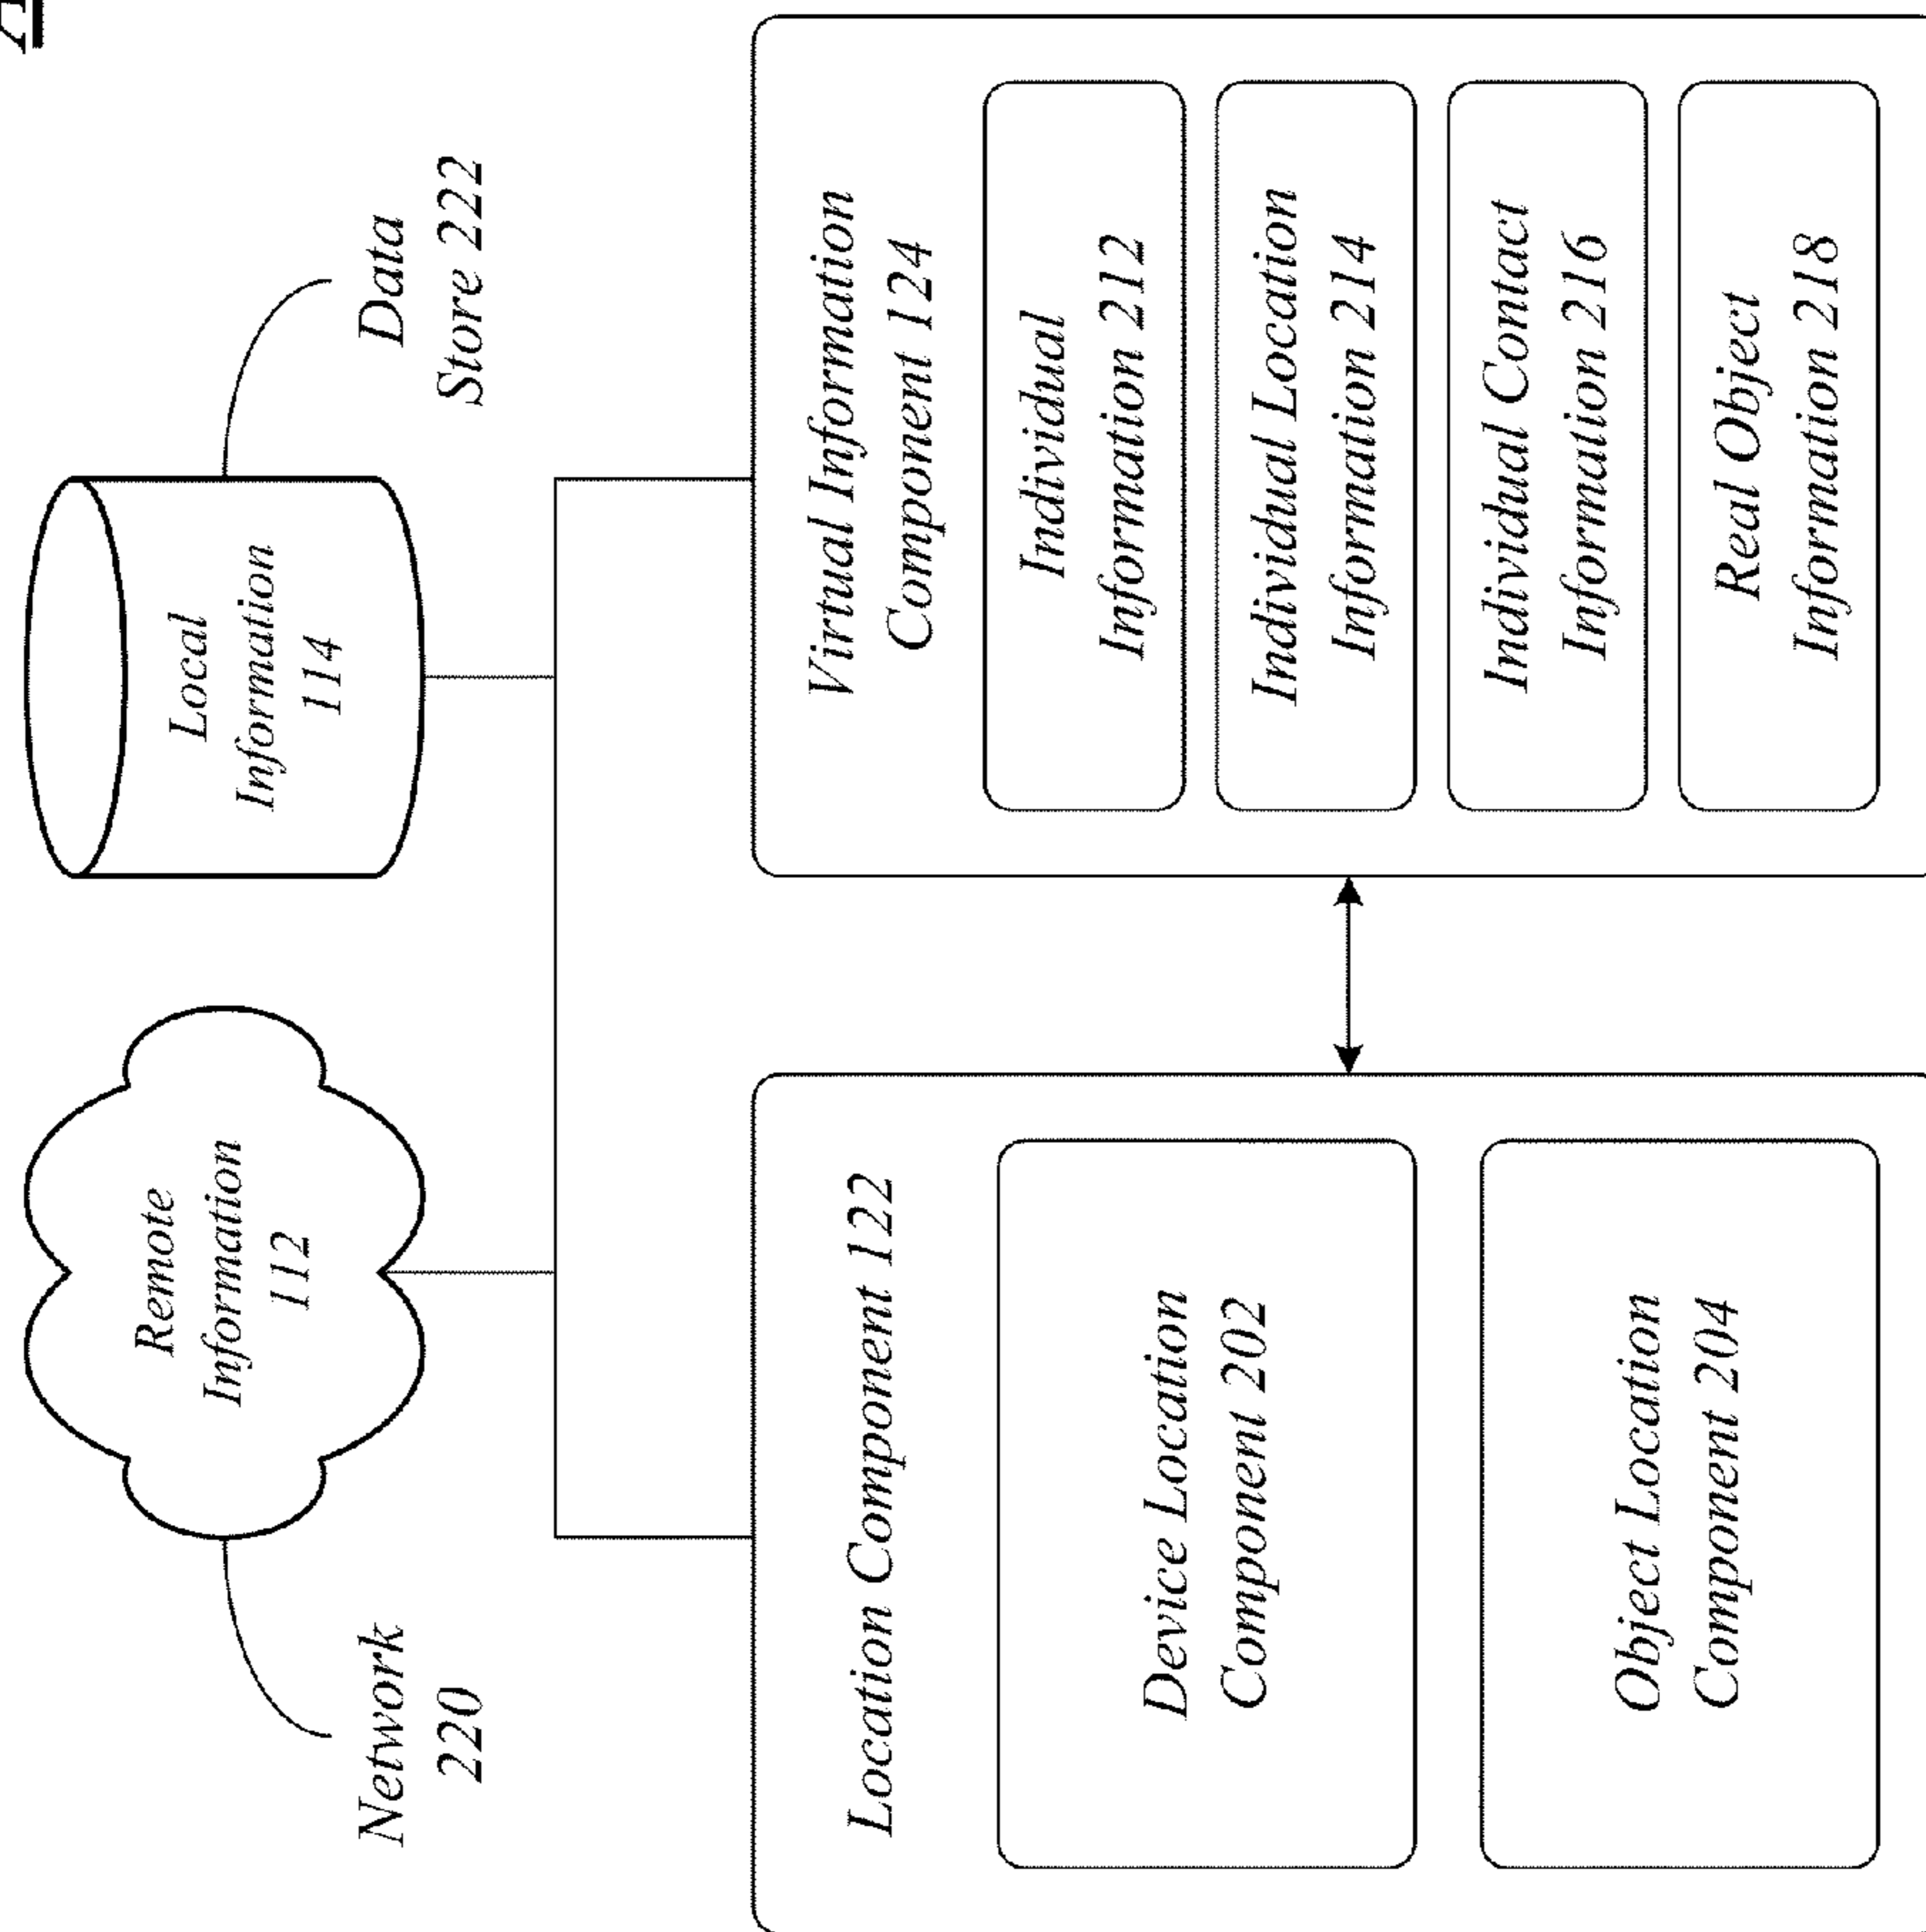 Remote
Information
112
Local
Information
114
Network
220
Data
Store 222
Location Component 122
Device Location
Component 202
Object Location
Component 204
Virtual Information
Component 124
Individual
Information 212
Individual Location
Information 214
Individual Contact
Information 216
Real Object
Information 218